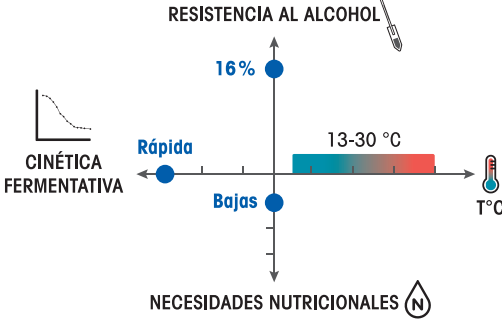 RESISTENCIA AL ALCOHOL
16%
13-30 °C
Rápida
CINÉTICA
FERMENTATIVA
Bajas
T°C
NECESIDADES NUTRICIONALES N